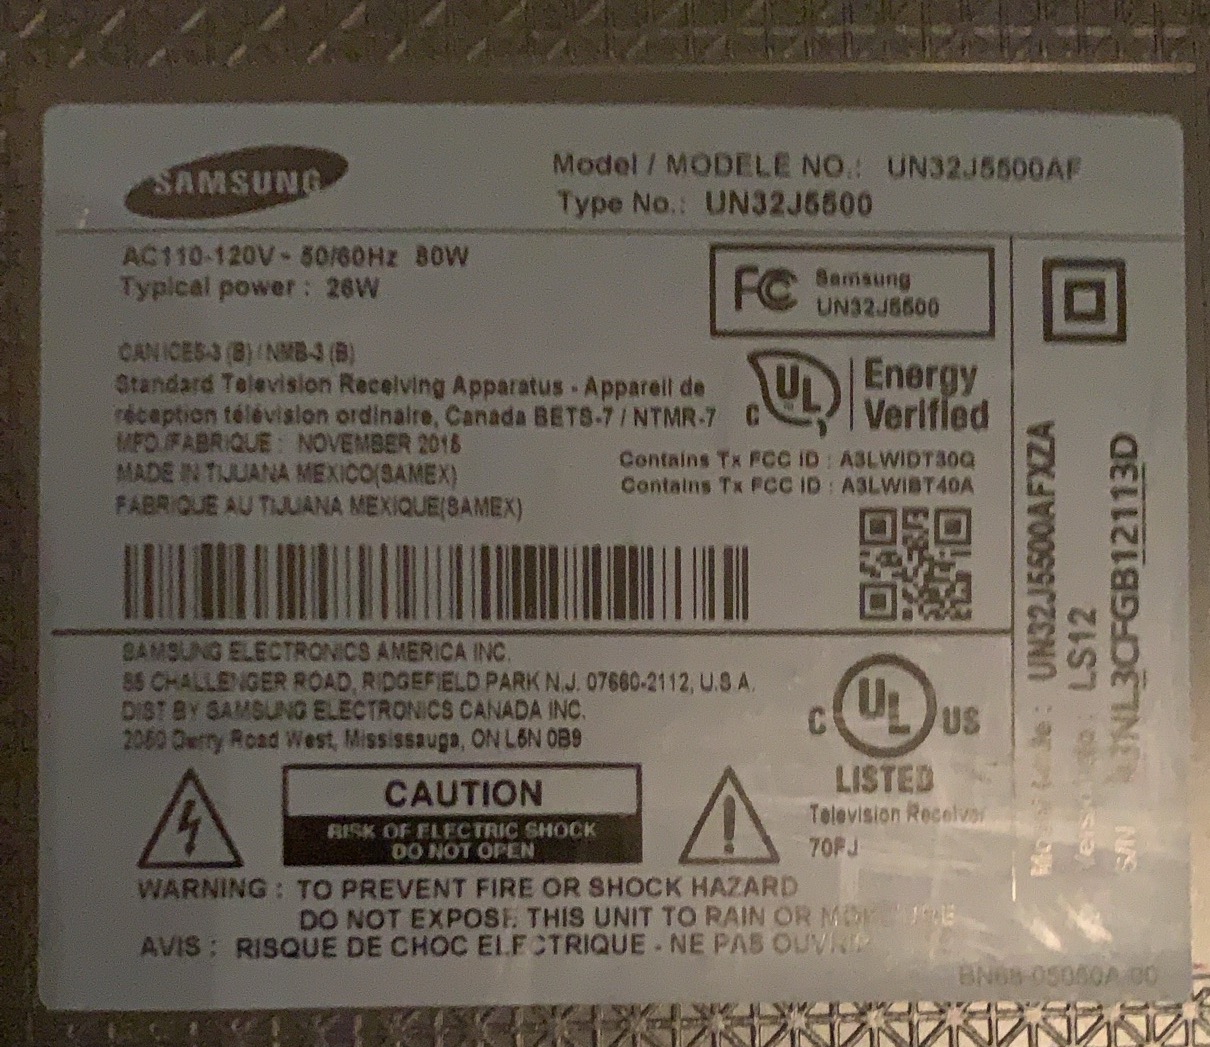 SAMSUNG
Model / MODELE NO.: UN32J5500AF
Type No.: UN32J5500
AC110-120V ~ 50/60Hz 80W
Typical power : 26W
FC Samsung
UN32J5500
CAN ICES-3 (B) / NMB-3 (B)
Standard Television Receiving Apparatus - Appareil de
réception télévision ordinaire, Canada BETS-7 / NTMR-7
C UL Energy
Verified
MFD./FABRIQUE : NOVEMBER 2015
MADE IN TIJUANA MEXICO(SAMEX)
FABRIQUE AU TIJUANA MEXIQUE(SAMEX)
Contains Tx FCC ID : A3LWIDT30Q
Contains Tx FCC ID : A3LWIBT40A
SAMSUNG ELECTRONICS AMERICA INC.
85 CHALLENGER ROAD, RIDGEFIELD PARK N.J. 07660-2112, U.S A.
DIST BY SAMSUNG ELECTRONICS CANADA INC.
2050 Derry Road West, Mississauga, ON L5N 0B9
C UL US
LISTED
Television Receiver
70FJ
CAUTION
RISK OF ELECTRIC SHOCK
DO NOT OPEN
WARNING : TO PREVENT FIRE OR SHOCK HAZARD
DO NOT EXPOSE THIS UNIT TO RAIN OR
AVIS : RISQUE DE CHOC ELECTRIQUE - NE PAS OUVRIR
UN32J5500AFXZA
LS12
S/N 3NL3CFGB121113D